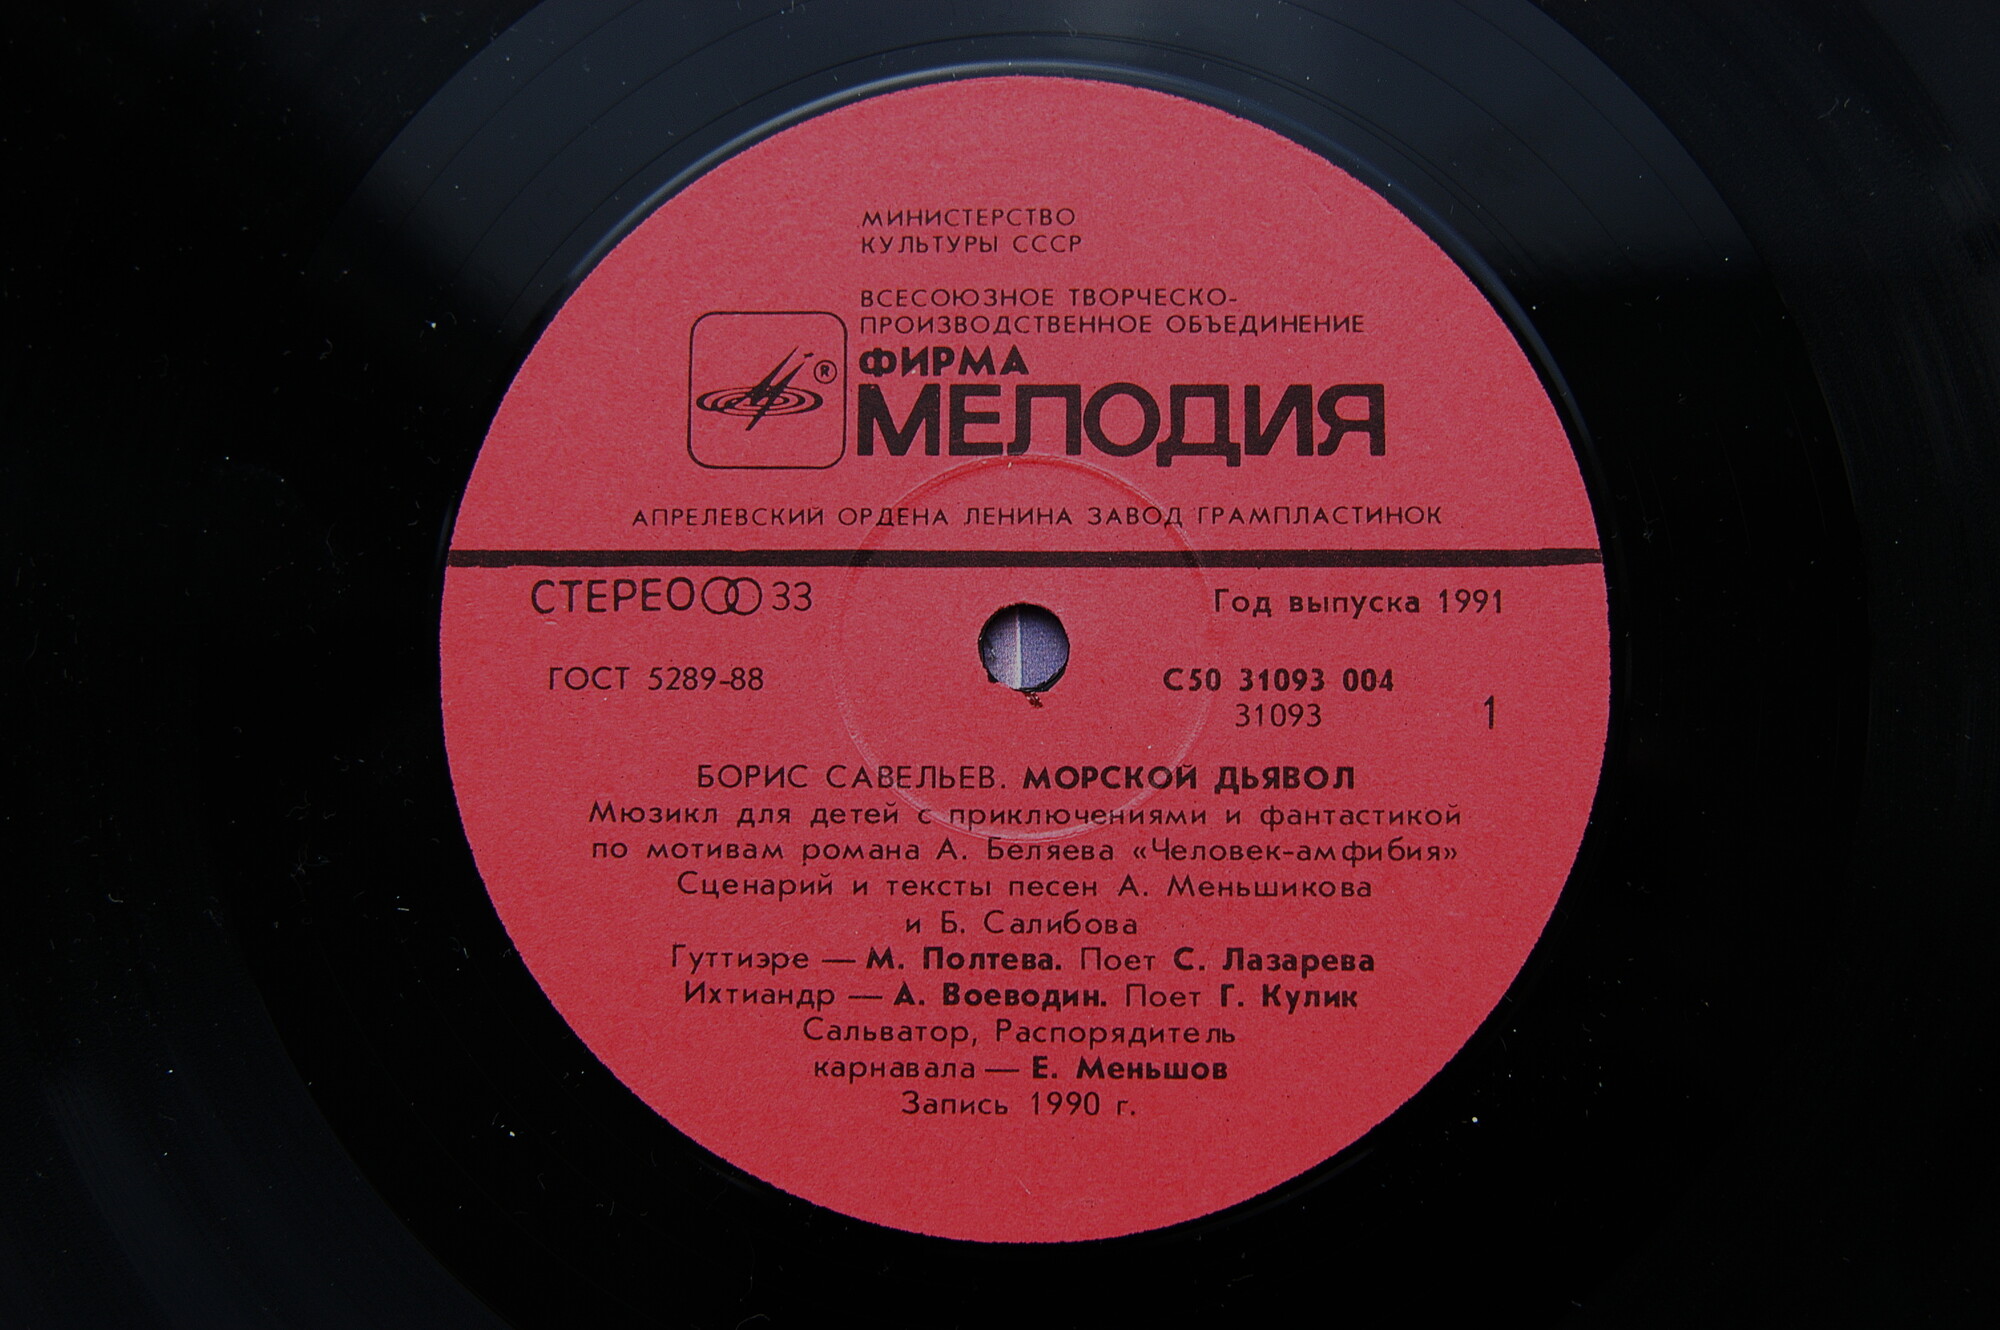 МИНИСТЕРСТВО
КУЛЬТУРЫ СССР
ВСЕСОЮЗНОЕ ТВОРЧЕСКО-
ПРОИЗВОДСТВЕННОЕ ОБЪЕДИНЕНИЕ
ФИРМА
®
МЕЛОДИЯ
АПРЕЛЕВСКИЙ ОРДЕНА ЛЕНИНА ЗАВОД ГРАМПЛАСТИНОК
СТЕРЕО 33
Год выпуска 1991
ГОСТ 5289-88
С50 31093 004
31093
1
БОРИС САВЕЛЬЕВ. МОРСКОЙ ДЬЯВОЛ
Мюзикл для детей с приключениями и фантастикой
по мотивам романа А. Беляева «Человек-амфибия»
Сценарий и тексты песен А. Меньшикова
и Б. Салибова
Гуттиэре — М. Полтева. Поет С. Лазарева
Ихтиандр — А. Воеводин. Поет Г. Кулик
Сальватор, Распорядитель
карнавала — Е. Меньшов
Запись 1990 г.